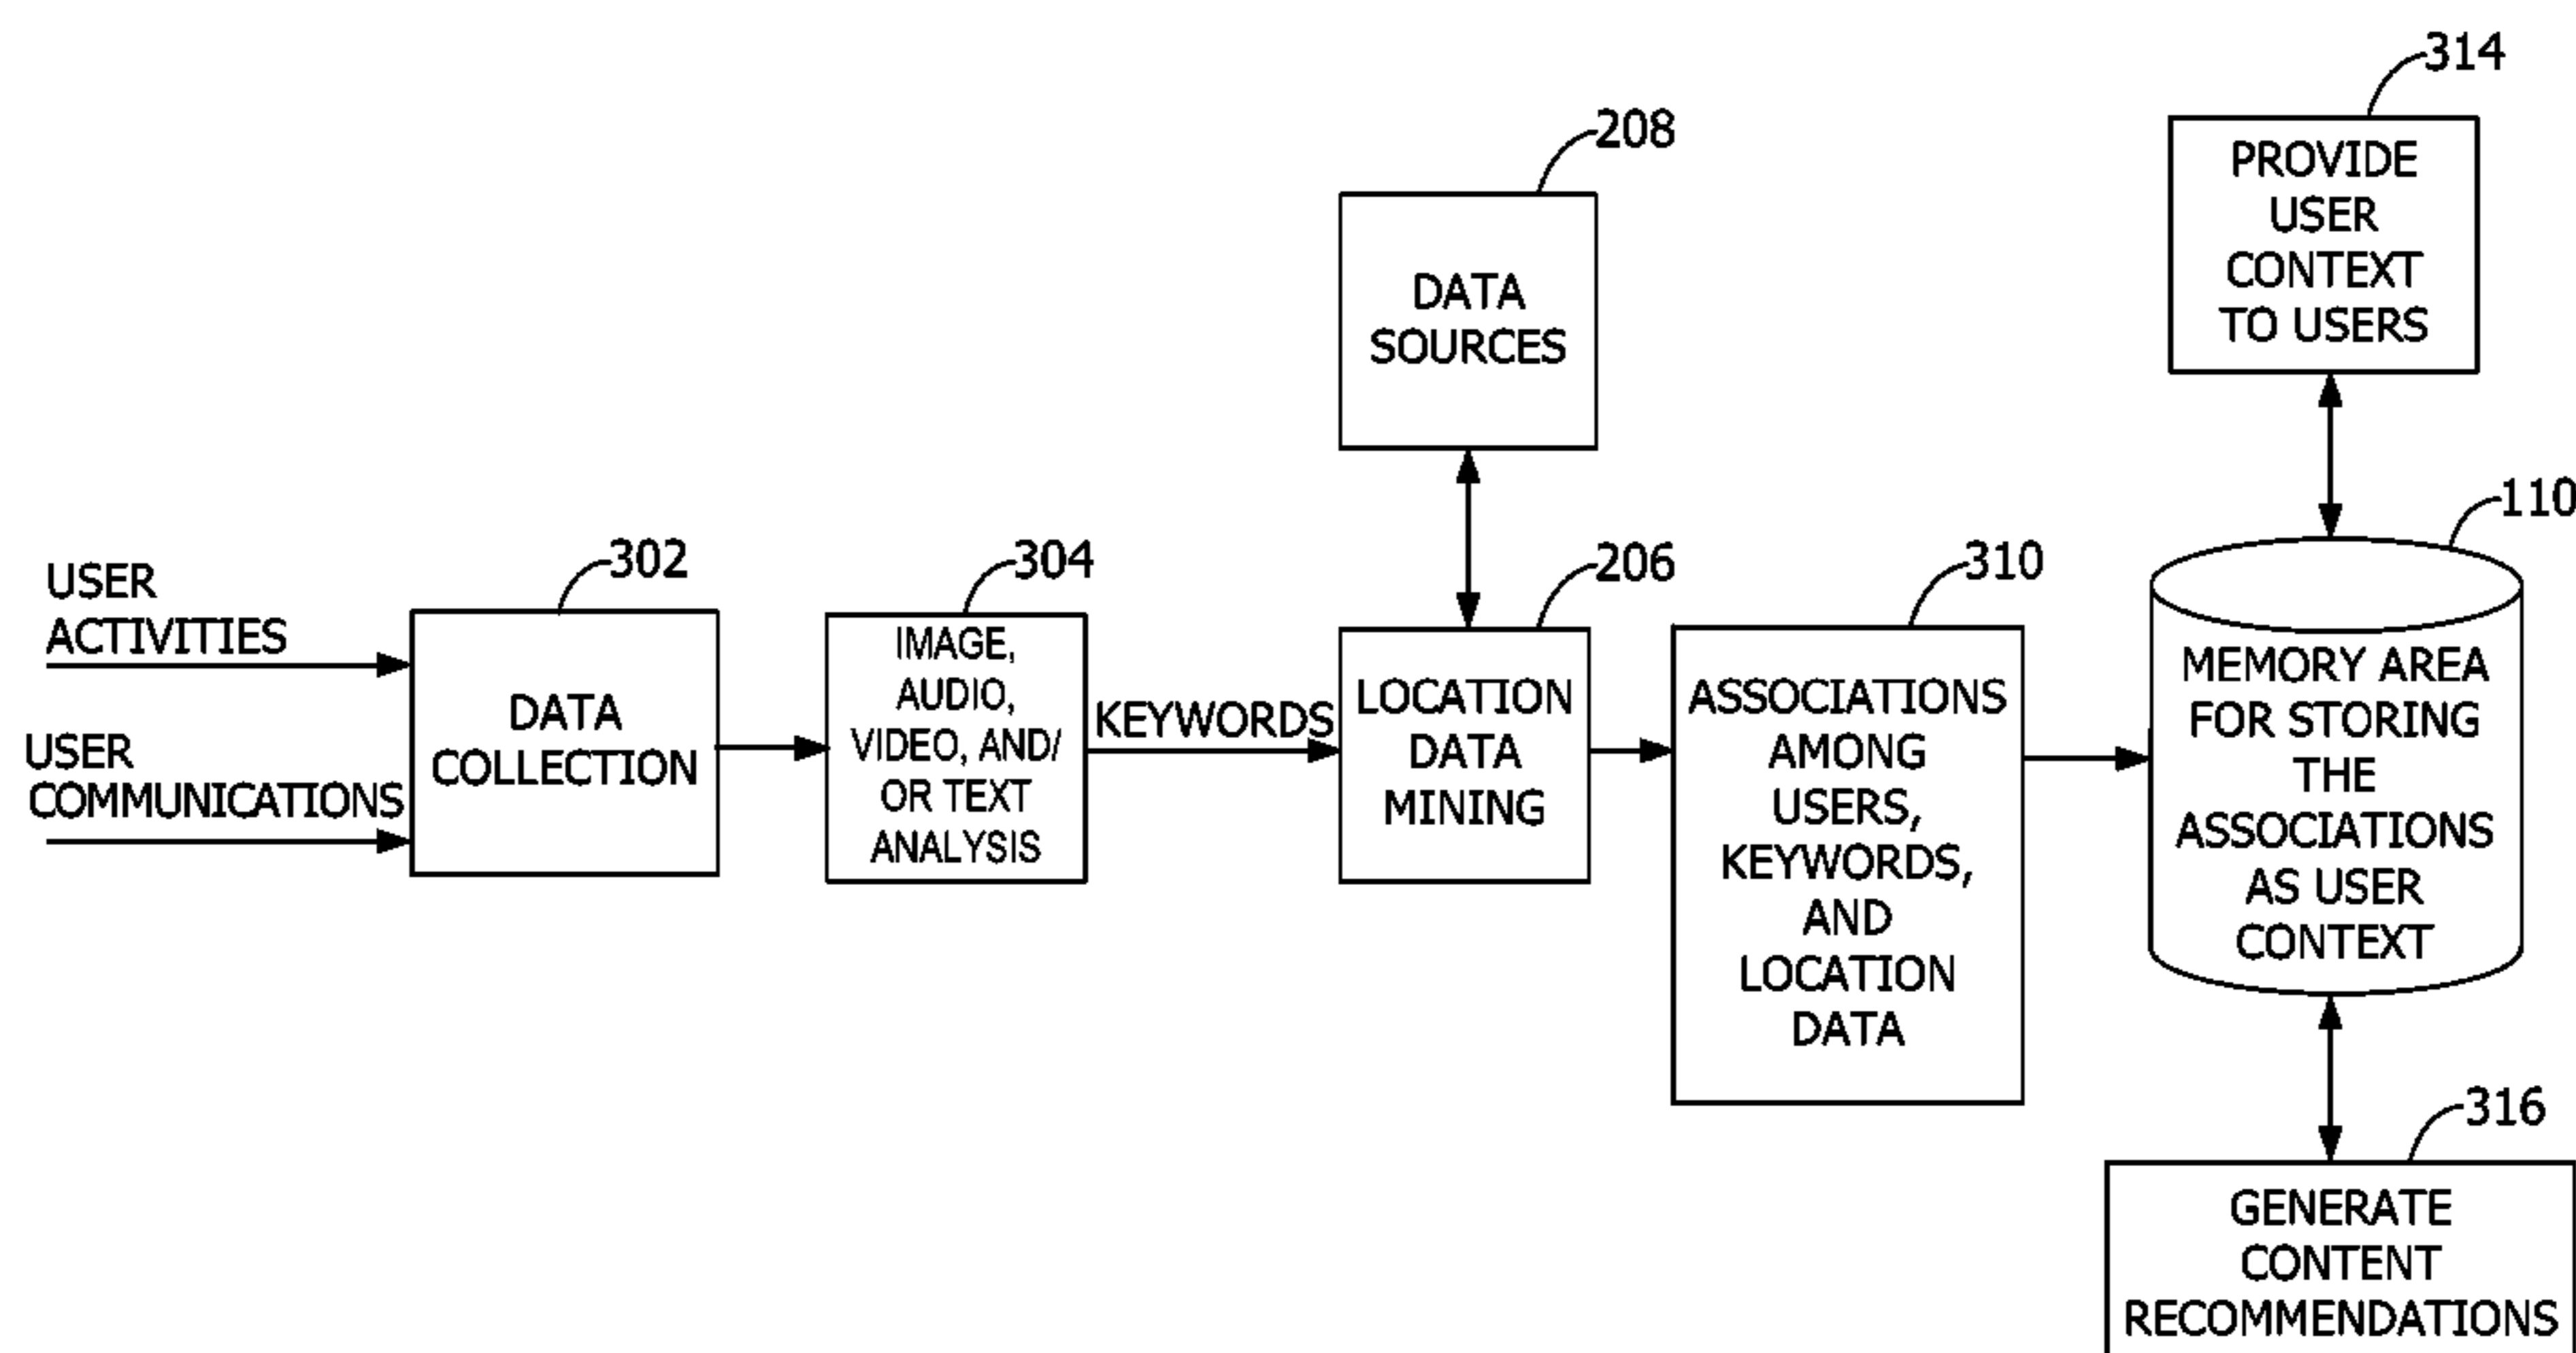 314
PROVIDE
USER
CONTEXT
TO USERS
208
DATA
SOURCES
USER
ACTIVITIES
USER
COMMUNICATIONS
302
DATA
COLLECTION
304
IMAGE,
AUDIO,
VIDEO, AND/
OR TEXT
ANALYSIS
KEYWORDS
206
LOCATION
DATA
MINING
310
ASSOCIATIONS
AMONG
USERS,
KEYWORDS,
AND
LOCATION
DATA
110
MEMORY AREA
FOR STORING
THE
ASSOCIATIONS
AS USER
CONTEXT
316
GENERATE
CONTENT
RECOMMENDATIONS